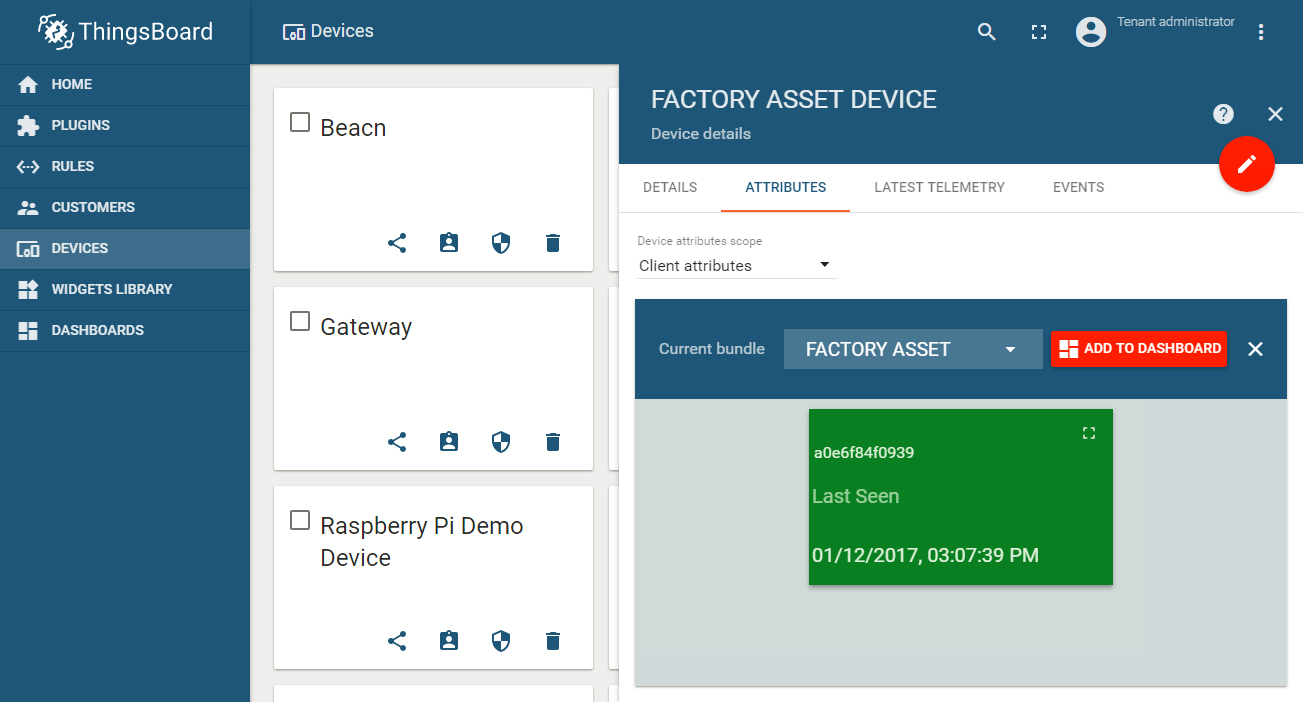 ThingsBoard
Devices
Tenant administrator
HOME
PLUGINS
RULES
CUSTOMERS
DEVICES
WIDGETS LIBRARY
DASHBOARDS
Beacn
Gateway
Raspberry Pi Demo
Device
FACTORY ASSET DEVICE
Device details
DETAILS
ATTRIBUTES
LATEST TELEMETRY
EVENTS
Device attributes scope
Client attributes
Current bundle
FACTORY ASSET
ADD TO DASHBOARD
a0e6f84f0939
Last Seen
01/12/2017, 03:07:39 PM